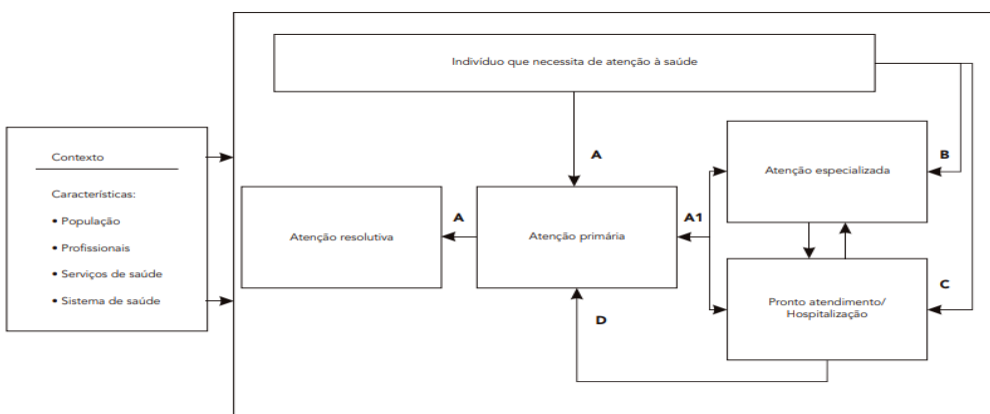 Indivíduo que necessita de atenção à saúde
Contexto
Características:
• População
• Profissionais
• Serviços de saúde
• Sistema de saúde
A
B
Atenção especializada
Atenção resolutiva
A
Atenção primária
A1
C
Pronto atendimento/
Hospitalização
D